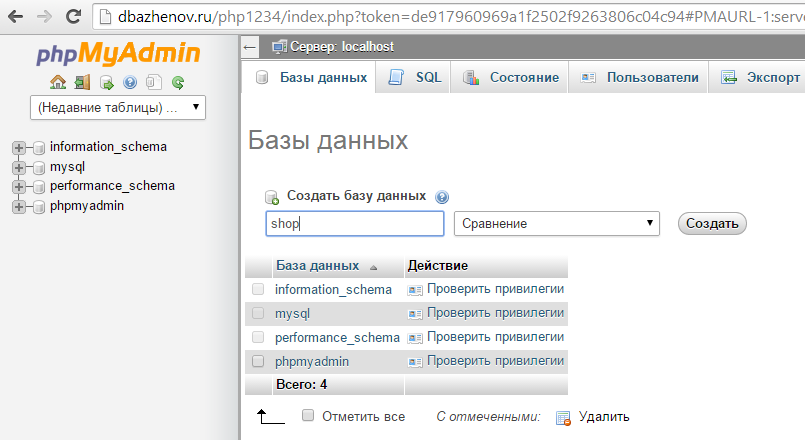 dbazhenov.ru/php1234/index.php?token=de917960969a1f2502f9263806c04c94#PMAURL-1:serve
phpMyAdmin
(Недавние таблицы) ...
information_schema
mysql
performance_schema
phpmyadmin
Сервер: localhost
Базы данных SQL Состояние Пользователи Экспорт
Базы данных
Создать базу данных
shop Сравнение Создать
База данных Действие
information_schema Проверить привилегии
mysql Проверить привилегии
performance_schema Проверить привилегии
phpmyadmin Проверить привилегии
Всего: 4
Отметить все С отмеченными: Удалить